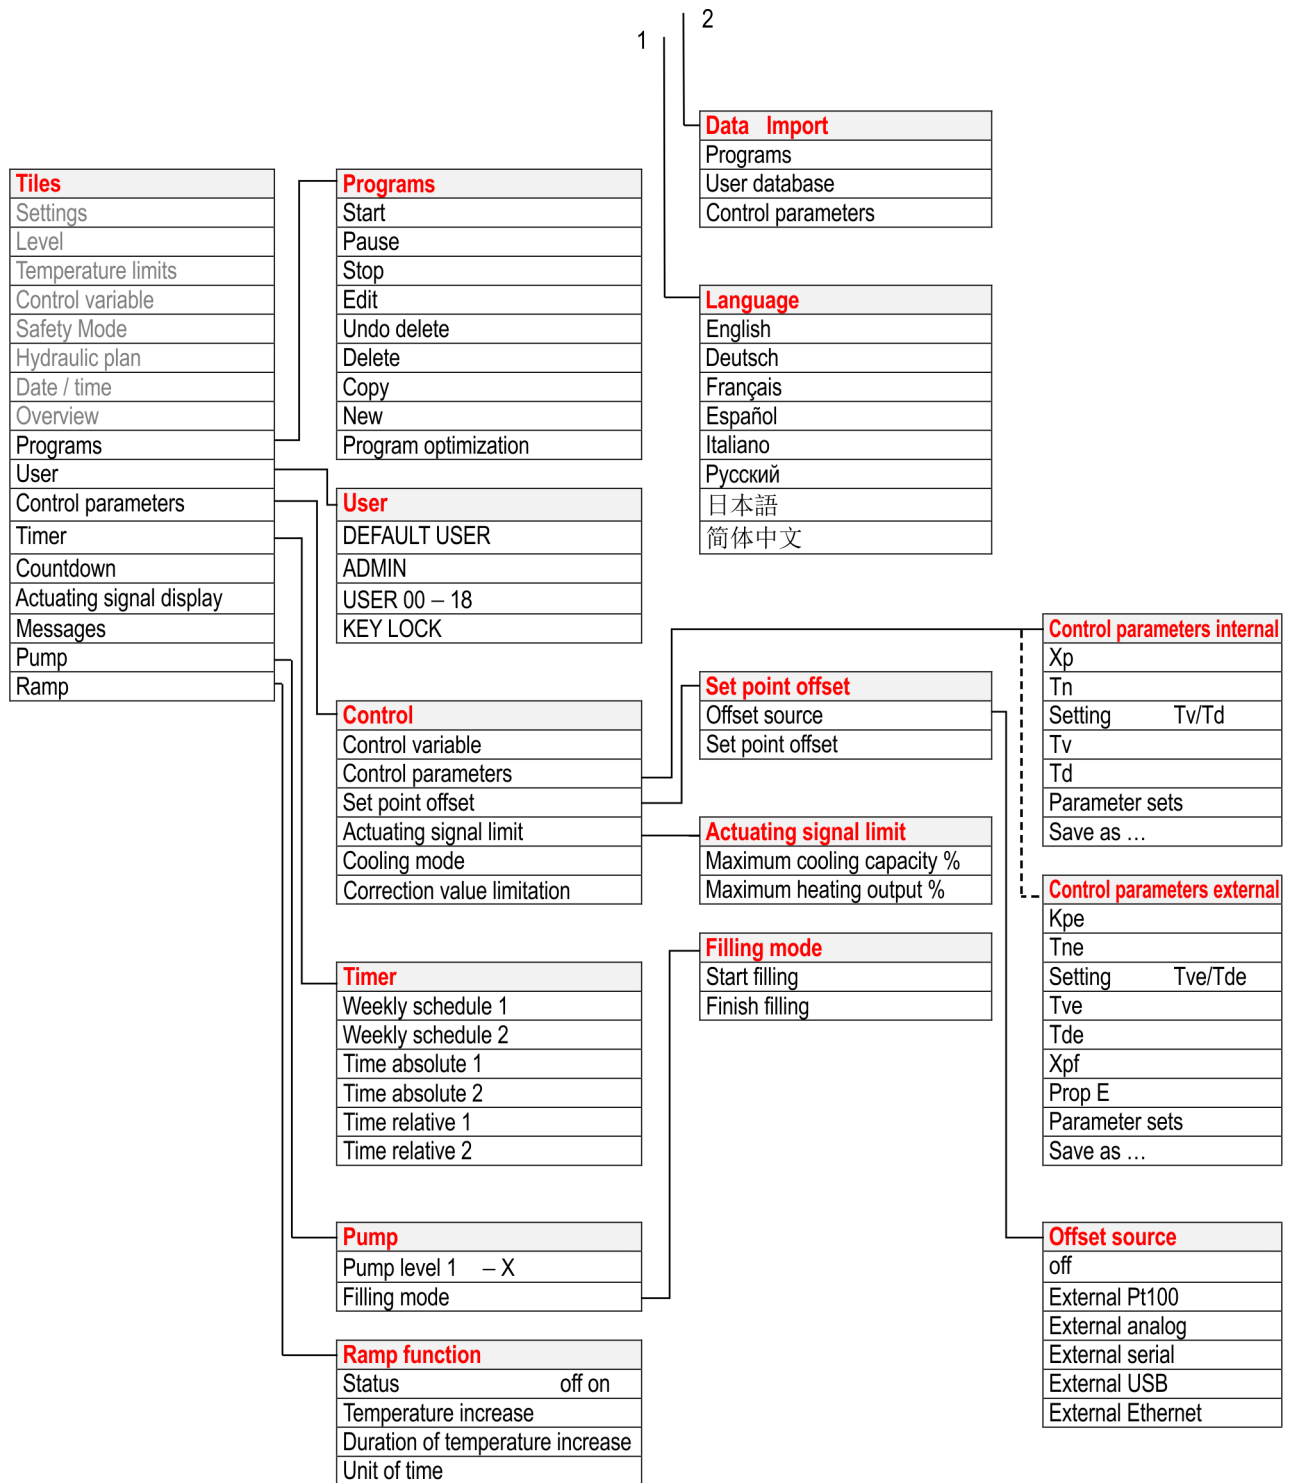 2
1
Data Import
Programs
User database
Control parameters
Tiles
Settings
Level
Temperature limits
Control variable
Safety Mode
Hydraulic plan
Date / time
Overview
Programs
User
Control parameters
Timer
Countdown
Actuating signal display
Messages
Pump
Ramp
Programs
Start
Pause
Stop
Edit
Undo delete
Delete
Copy
New
Program optimization
Language
English
Deutsch
Français
Español
Italiano
Русский
日本語
简体中文
User
DEFAULT USER
ADMIN
USER 00 – 18
KEY LOCK
Control
Control variable
Control parameters
Set point offset
Actuating signal limit
Cooling mode
Correction value limitation
Set point offset
Offset source
Set point offset
Actuating signal limit
Maximum cooling capacity %
Maximum heating output %
Control parameters internal
Xp
Tn
Setting Tv/Td
Tv
Td
Parameter sets
Save as …
Control parameters external
Kpe
Tne
Setting Tve/Tde
Tve
Tde
Xpf
Prop E
Parameter sets
Save as …
Filling mode
Start filling
Finish filling
Timer
Weekly schedule 1
Weekly schedule 2
Time absolute 1
Time absolute 2
Time relative 1
Time relative 2
Pump
Pump level 1 – X
Filling mode
Offset source
off
External Pt100
External analog
External serial
External USB
External Ethernet
Ramp function
Status off on
Temperature increase
Duration of temperature increase
Unit of time